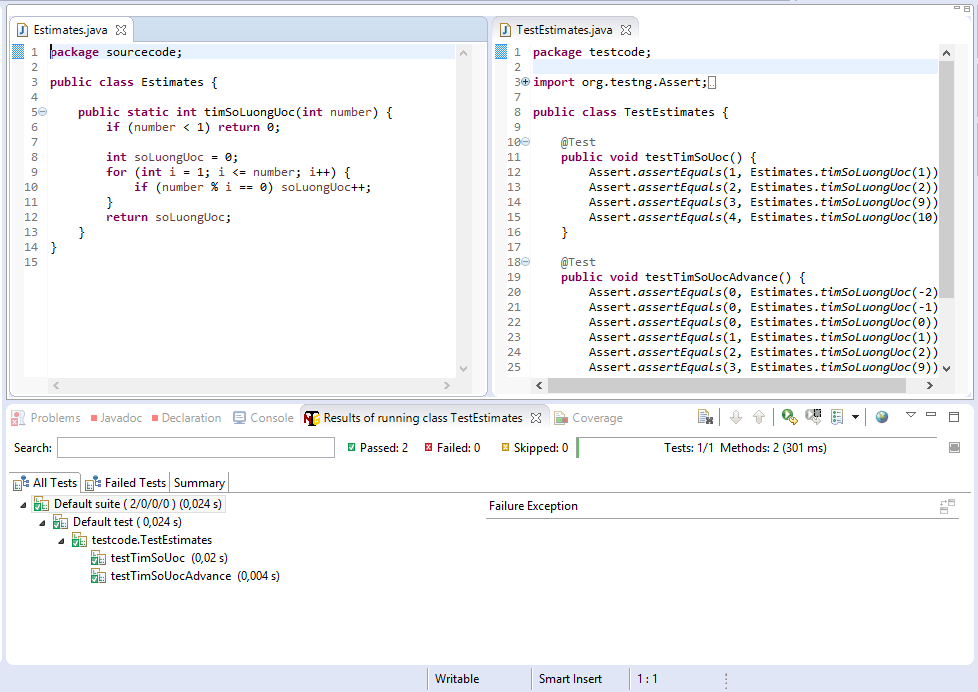 Estimates.java
1 package sourcecode;
2
3 public class Estimates {
4
5 public static int timSoLuongUoc(int number) {
6 if (number < 1) return 0;
7
8 int soLuongUoc = 0;
9 for (int i = 1; i <= number; i++) {
10 if (number % i == 0) soLuongUoc++;
11 }
12 return soLuongUoc;
13 }
14 }
15
TestEstimates.java
1 package testcode;
2
3 import org.testng.Assert;
7
8 public class TestEstimates {
9
10 @Test
11 public void testTimSoUoc() {
12 Assert.assertEquals(1, Estimates.timSoLuongUoc(1))
13 Assert.assertEquals(2, Estimates.timSoLuongUoc(2))
14 Assert.assertEquals(3, Estimates.timSoLuongUoc(9))
15 Assert.assertEquals(4, Estimates.timSoLuongUoc(10)
16 }
17
18 @Test
19 public void testTimSoUocAdvance() {
20 Assert.assertEquals(0, Estimates.timSoLuongUoc(-2)
21 Assert.assertEquals(0, Estimates.timSoLuongUoc(-1)
22 Assert.assertEquals(0, Estimates.timSoLuongUoc(0))
23 Assert.assertEquals(1, Estimates.timSoLuongUoc(1))
24 Assert.assertEquals(2, Estimates.timSoLuongUoc(2))
25 Assert.assertEquals(3, Estimates.timSoLuongUoc(9))
Problems Javadoc Declaration Console Results of running class TestEstimates Coverage
Search: Passed: 2 Failed: 0 Skipped: 0 Tests: 1/1 Methods: 2 (301 ms)
All Tests Failed Tests Summary
Default suite ( 2/0/0/0 ) (0,024 s)
Default test ( 0,024 s)
testcode.TestEstimates
testTimSoUoc (0,02 s)
testTimSoUocAdvance (0,004 s)
Failure Exception
Writable Smart Insert 1 : 1